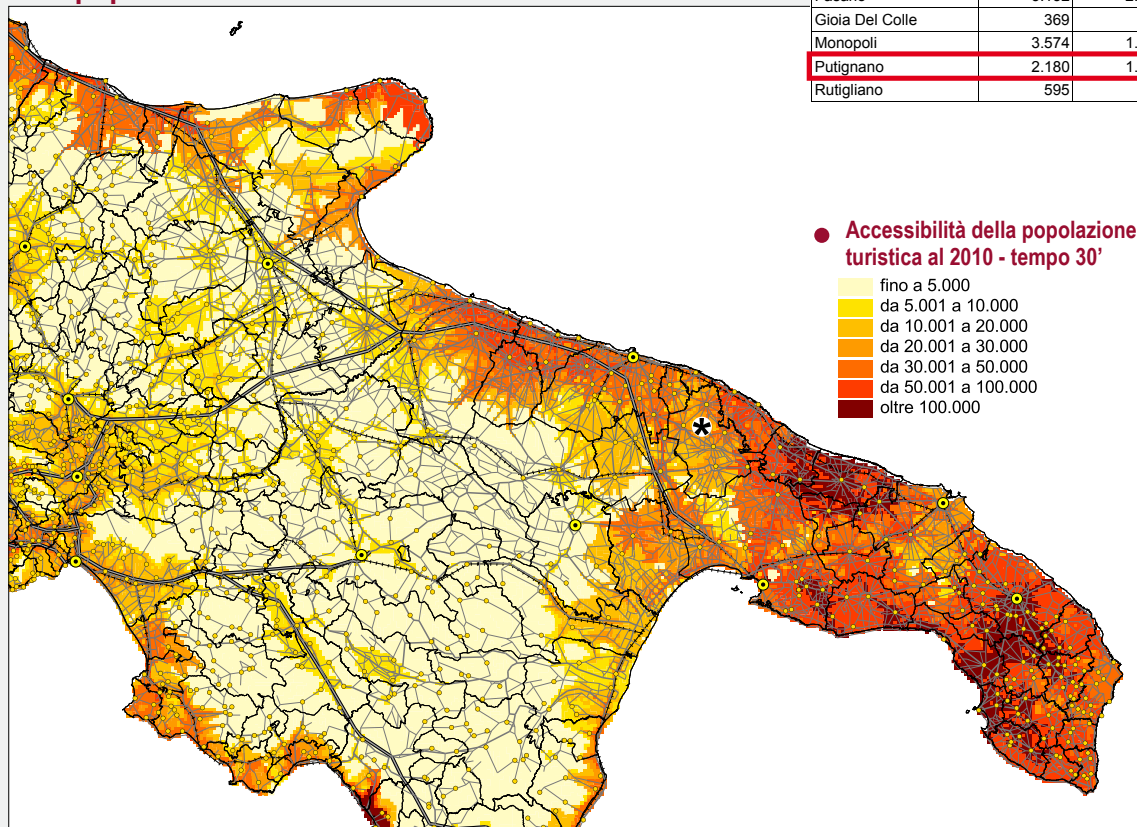 Gioia Del Colle 369
Monopoli 3.574 1.
Putignano 2.180 1.
Rutigliano 595
Accessibilità della popolazione
turistica al 2010 - tempo 30’
fino a 5.000
da 5.001 a 10.000
da 10.001 a 20.000
da 20.001 a 30.000
da 30.001 a 50.000
da 50.001 a 100.000
oltre 100.000
*